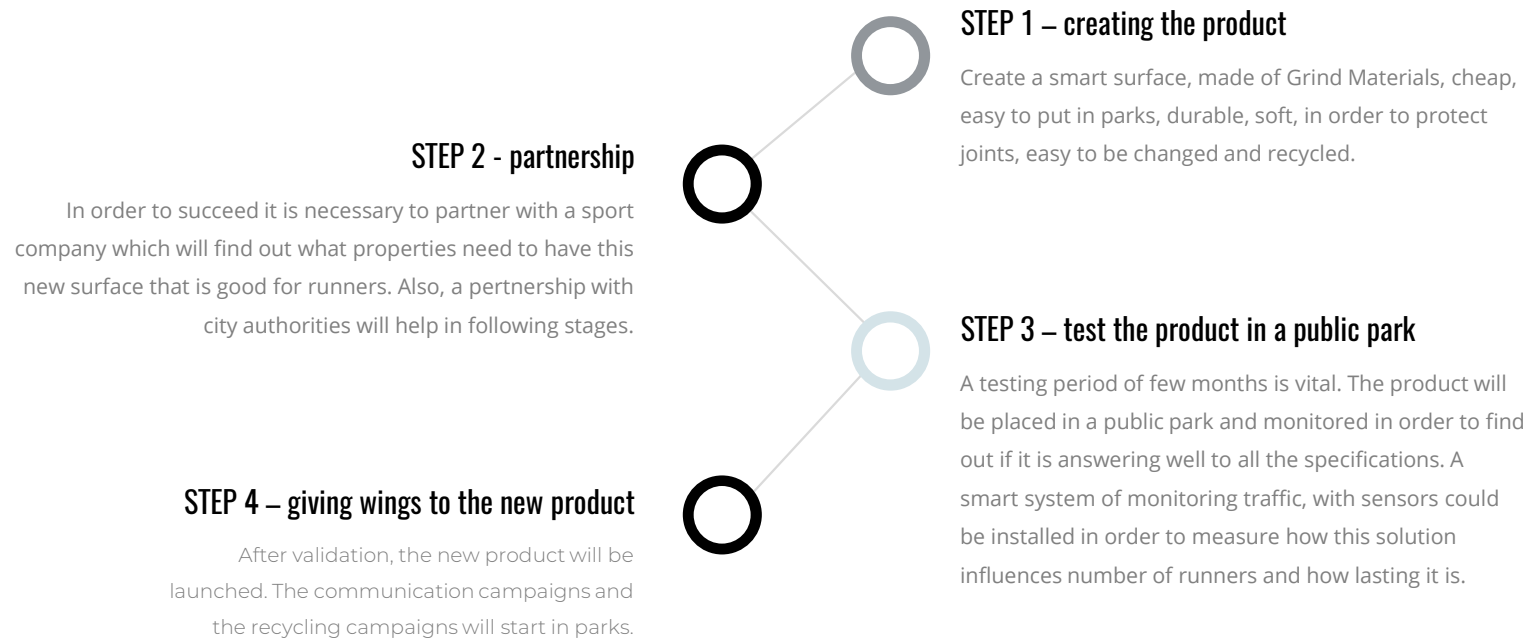 STEP 1 – creating the product
Create a smart surface, made of Grind Materials, cheap,
easy to put in parks, durable, soft, in order to protect
joints, easy to be changed and recycled.
STEP 2 - partnership
In order to succeed it is necessary to partner with a sport
company which will find out what properties need to have this
new surface that is good for runners. Also, a pertnership with
city authorities will help in following stages.
STEP 3 – test the product in a public park
A testing period of few months is vital. The product will
be placed in a public park and monitored in order to find
out if it is answering well to all the specifications. A
smart system of monitoring traffic, with sensors could
be installed in order to measure how this solution
influences number of runners and how lasting it is.
STEP 4 – giving wings to the new product
After validation, the new product will be
launched. The communication campaigns and
the recycling campaigns will start in parks.